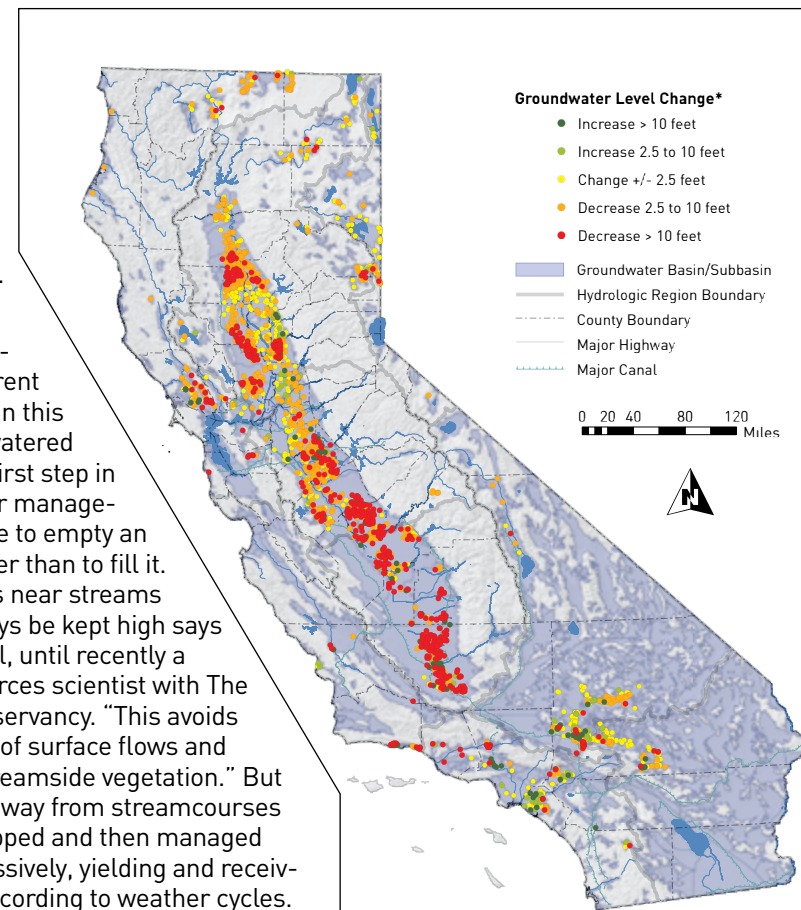 Groundwater Level Change*
Increase > 10 feet
Increase 2.5 to 10 feet
Change +/- 2.5 feet
Decrease 2.5 to 10 feet
Decrease > 10 feet
Groundwater Basin/Subbasin
Hydrologic Region Boundary
County Boundary
Major Highway
Major Canal
0 20 40 80 120
Miles
N
.
-
rent
n this
vatered
irst step in
r manage-
e to empty an
er than to fill it.
s near streams
ys be kept high says
l, until recently a
rces scientist with The
servancy. “This avoids
of surface flows and
reamside vegetation.” But
way from streamcourses
pped and then managed
ssively, yielding and receiv-
ccording to weather cycles.